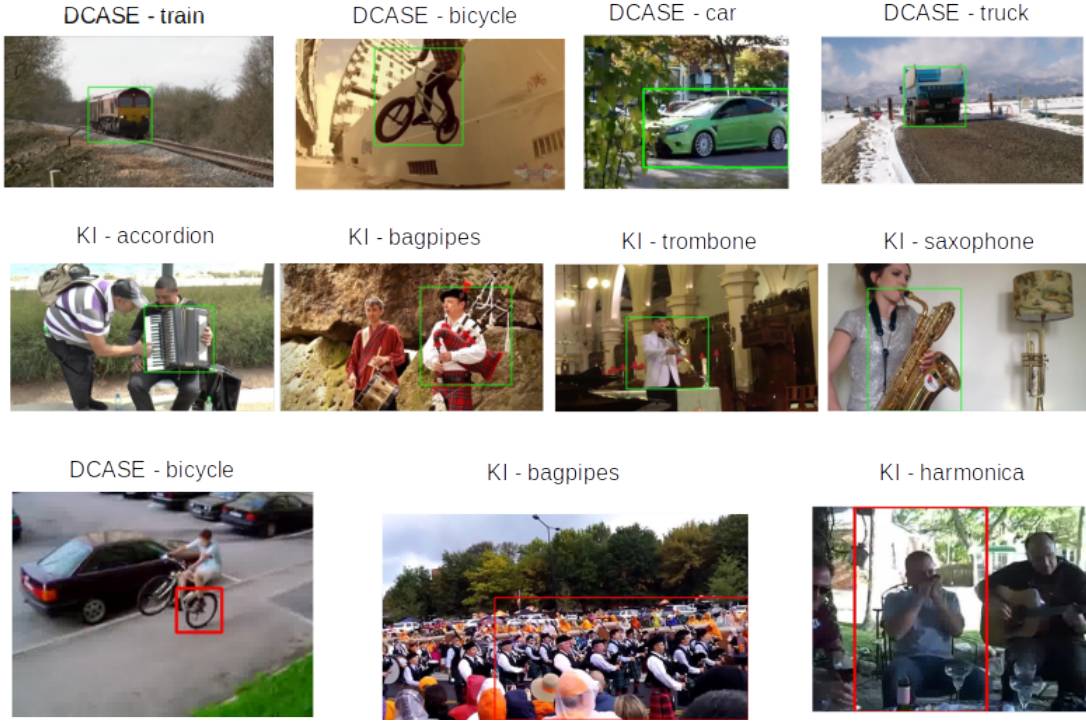 DCASE - train
DCASE - bicycle
DCASE - car
DCASE - truck
KI - accordion
KI - bagpipes
KI - trombone
KI - saxophone
DCASE - bicycle
KI - bagpipes
KI - harmonica